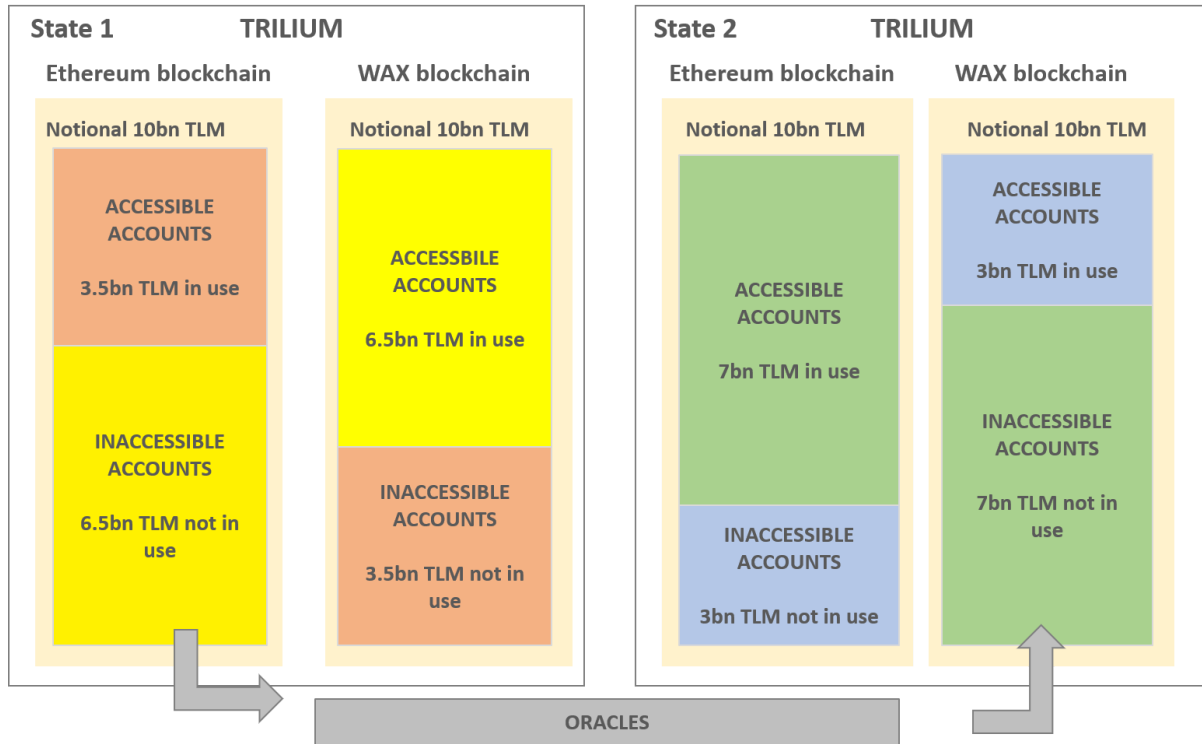 State 1 TRILIUM
Ethereum blockchain
WAX blockchain
Notional 10bn TLM
ACCESSIBLE
ACCOUNTS
3.5bn TLM in use
INACCESSIBLE
ACCOUNTS
6.5bn TLM not in
use
Notional 10bn TLM
ACCESSBILE
ACCOUNTS
6.5bn TLM in use
INACCESSIBLE
ACCOUNTS
3.5bn TLM not in
use
State 2 TRILIUM
Ethereum blockchain
WAX blockchain
Notional 10bn TLM
ACCESSIBLE
ACCOUNTS
7bn TLM in use
INACCESSIBLE
ACCOUNTS
3bn TLM not in use
Notional 10bn TLM
ACCESSIBLE
ACCOUNTS
3bn TLM in use
INACCESSIBLE
ACCOUNTS
7bn TLM not in
use
ORACLES